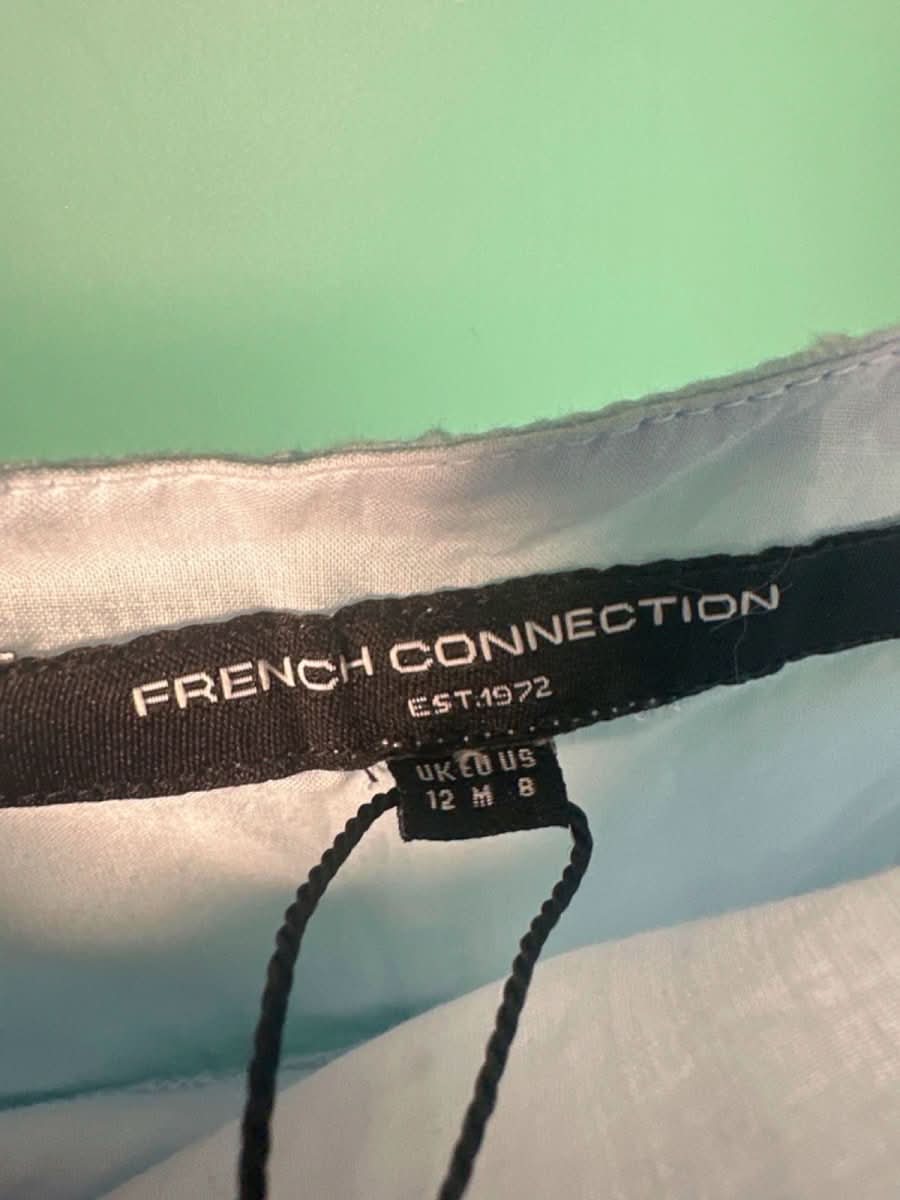 FRENCH CONNECTION
EST.1972
UK EU US
12 M 8